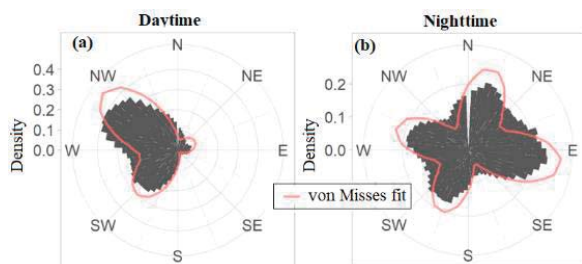 Daytime
(a)
N
NW
NE
0.4
0.3
0.2
0.1
0.0
Density
W
E
SW
SE
S
Nighttime
(b)
N
NW
NE
0.2
0.1
0.0
Density
W
E
SW
SE
S
von Misses fit